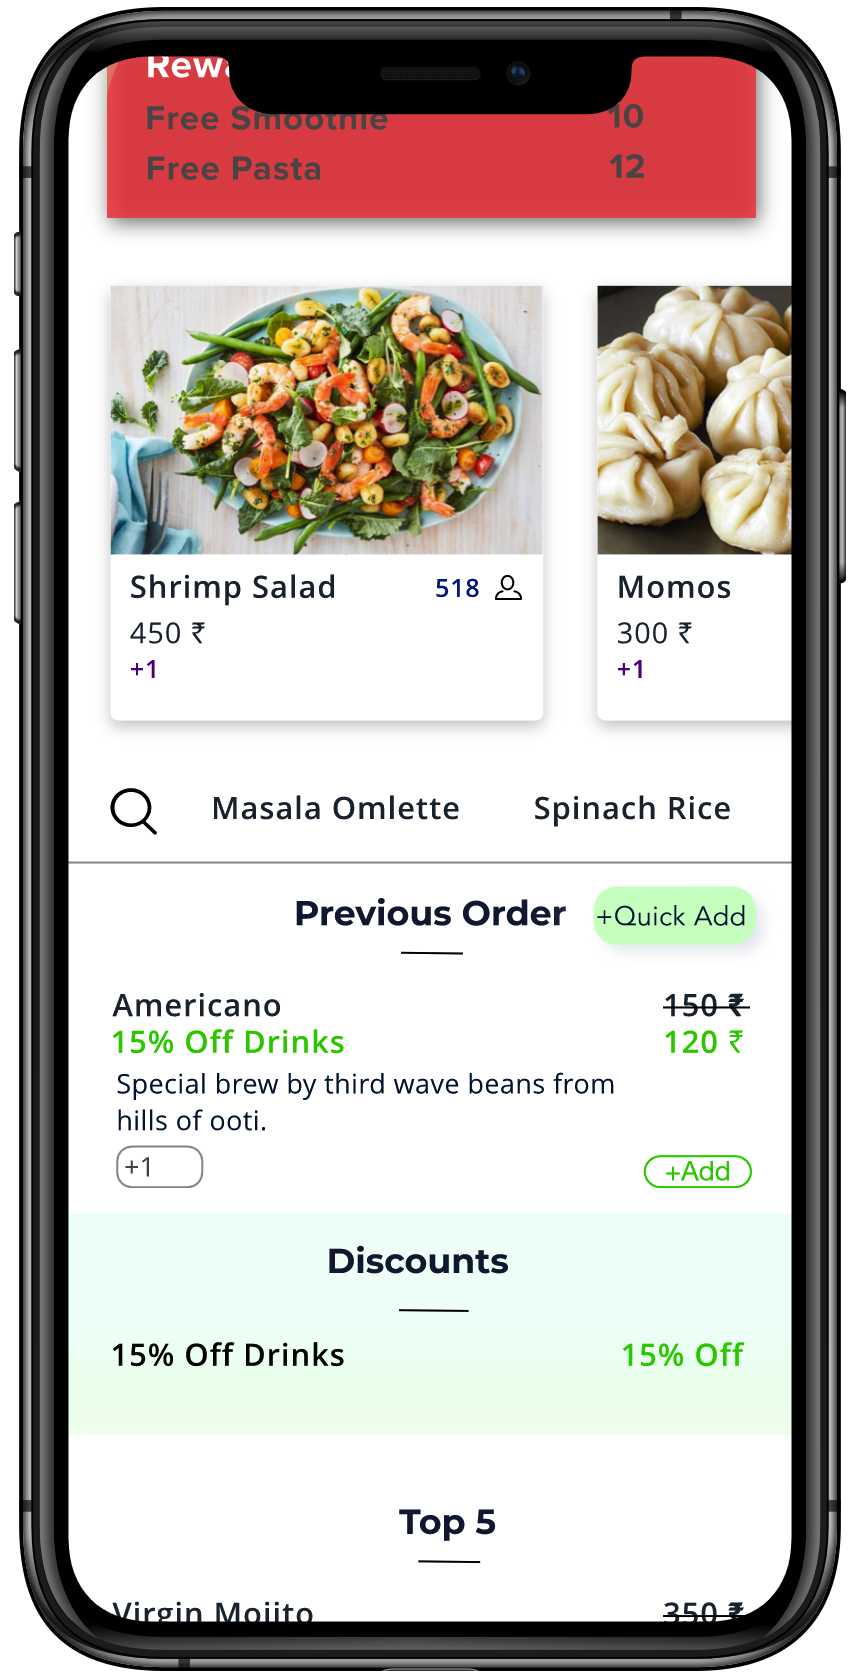 Rewa
Free Smoothie 10
Free Pasta 12
Shrimp Salad 518
450 ₹
+1
Momos
300 ₹
+1
Masala Omlette Spinach Rice
Previous Order +Quick Add
Americano 150 ₹
15% Off Drinks 120 ₹
Special brew by third wave beans from
hills of ooti.
+1 +Add
Discounts
15% Off Drinks 15% Off
Top 5
Virgin Mojito 350 ₹